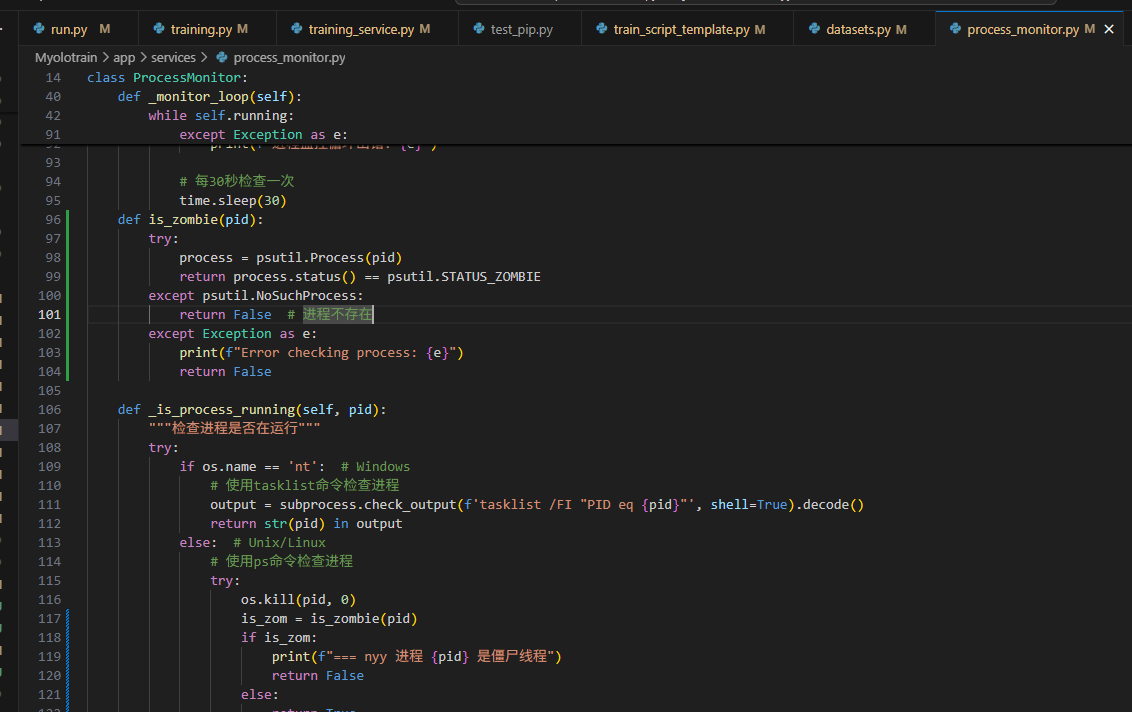 run.py M training.py M training_service.py M test_pip.py train_script_template.py M datasets.py M process_monitor.py M
Myolotrain > app > services > process_monitor.py
14 class ProcessMonitor:
40 def _monitor_loop(self):
42 while self.running:
91 except Exception as e:
93
94 # 每30秒检查一次
95 time.sleep(30)
96 def is_zombie(pid):
97 try:
98 process = psutil.Process(pid)
99 return process.status() == psutil.STATUS_ZOMBIE
100 except psutil.NoSuchProcess:
101 return False # 进程不存在
102 except Exception as e:
103 print(f"Error checking process: {e}")
104 return False
105
106 def _is_process_running(self, pid):
107 """检查进程是否在运行"""
108 try:
109 if os.name == 'nt': # Windows
110 # 使用tasklist命令检查进程
111 output = subprocess.check_output(f'tasklist /FI "PID eq {pid}"', shell=True).decode()
112 return str(pid) in output
113 else: # Unix/Linux
114 # 使用ps命令检查进程
115 try:
116 os.kill(pid, 0)
117 is_zom = is_zombie(pid)
118 if is_zom:
119 print(f"=== nyy 进程 {pid} 是僵尸线程")
120 return False
121 else: